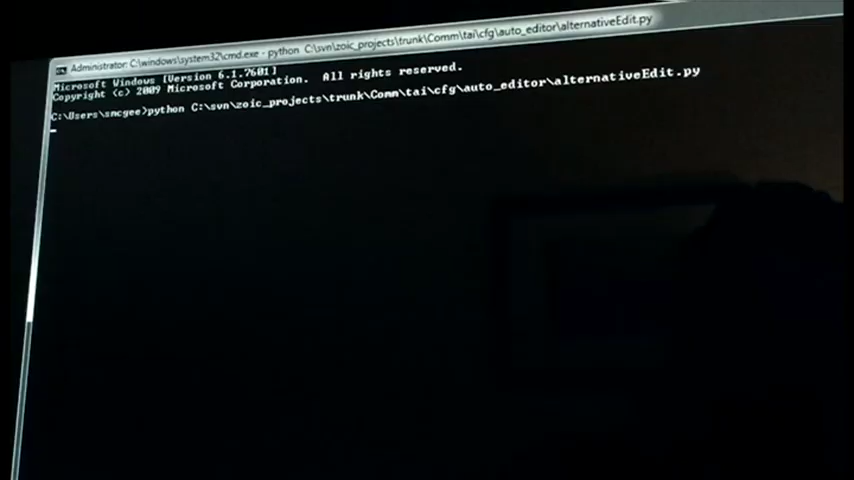 Administrator: C:\windows\system32\cmd.exe - python C:\svn\zoic_projects\trunk\Comm\tai\cfg\auto_editor\alternativeEdit.py
Microsoft Windows [Version 6.1.7601]
Copyright (c) 2009 Microsoft Corporation. All rights reserved.
C:\Users\smcgee>python C:\svn\zoic_projects\trunk\Comm\tai\cfg\auto_editor\alternativeEdit.py